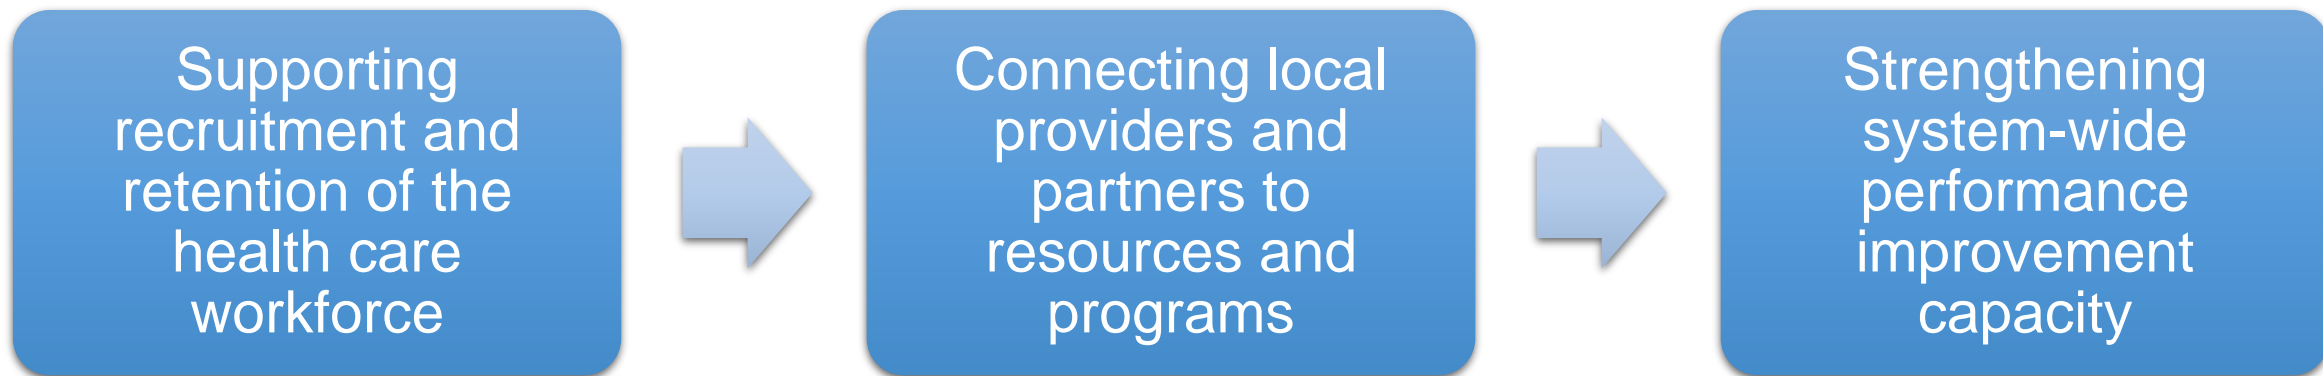 Supporting
recruitment and
retention of the
health care
workforce
Connecting local
providers and
partners to
resources and
programs
Strengthening
system-wide
performance
improvement
capacity